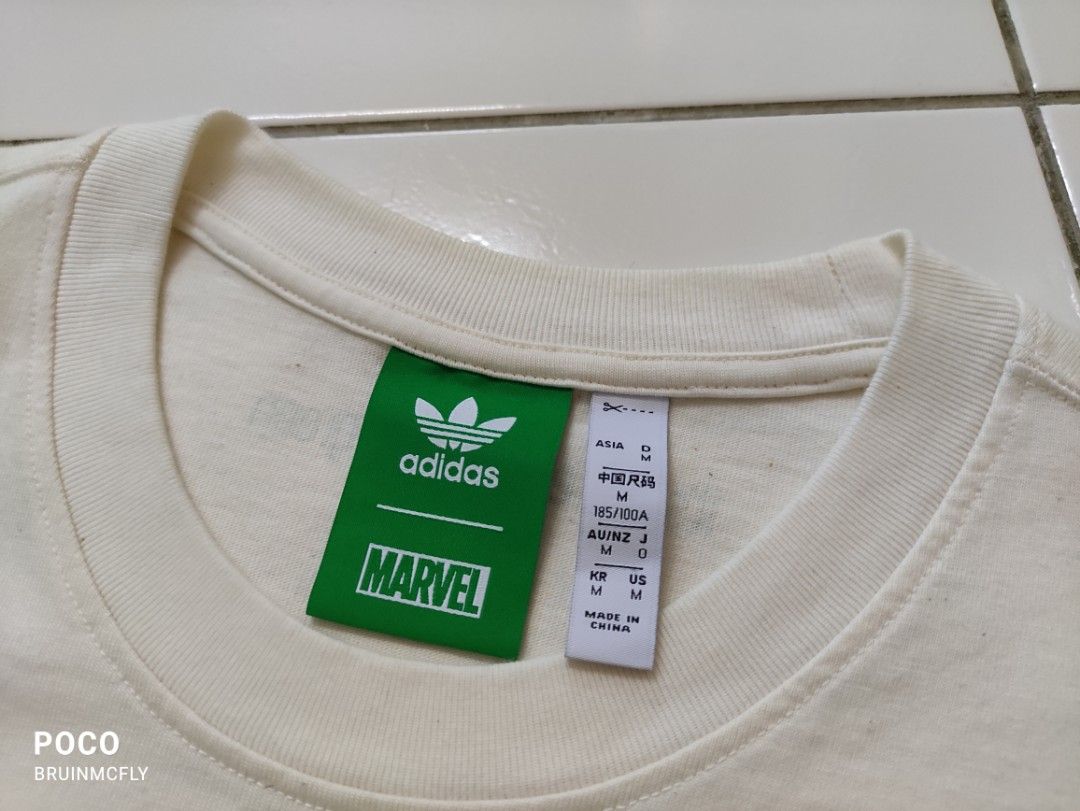 adidas
MARVEL
ASIA D
M
中国尺码
M
185/100A
AU/NZ J
M O
KR US
M M
MADE IN
CHINA
POCO
BRUINMCFLY